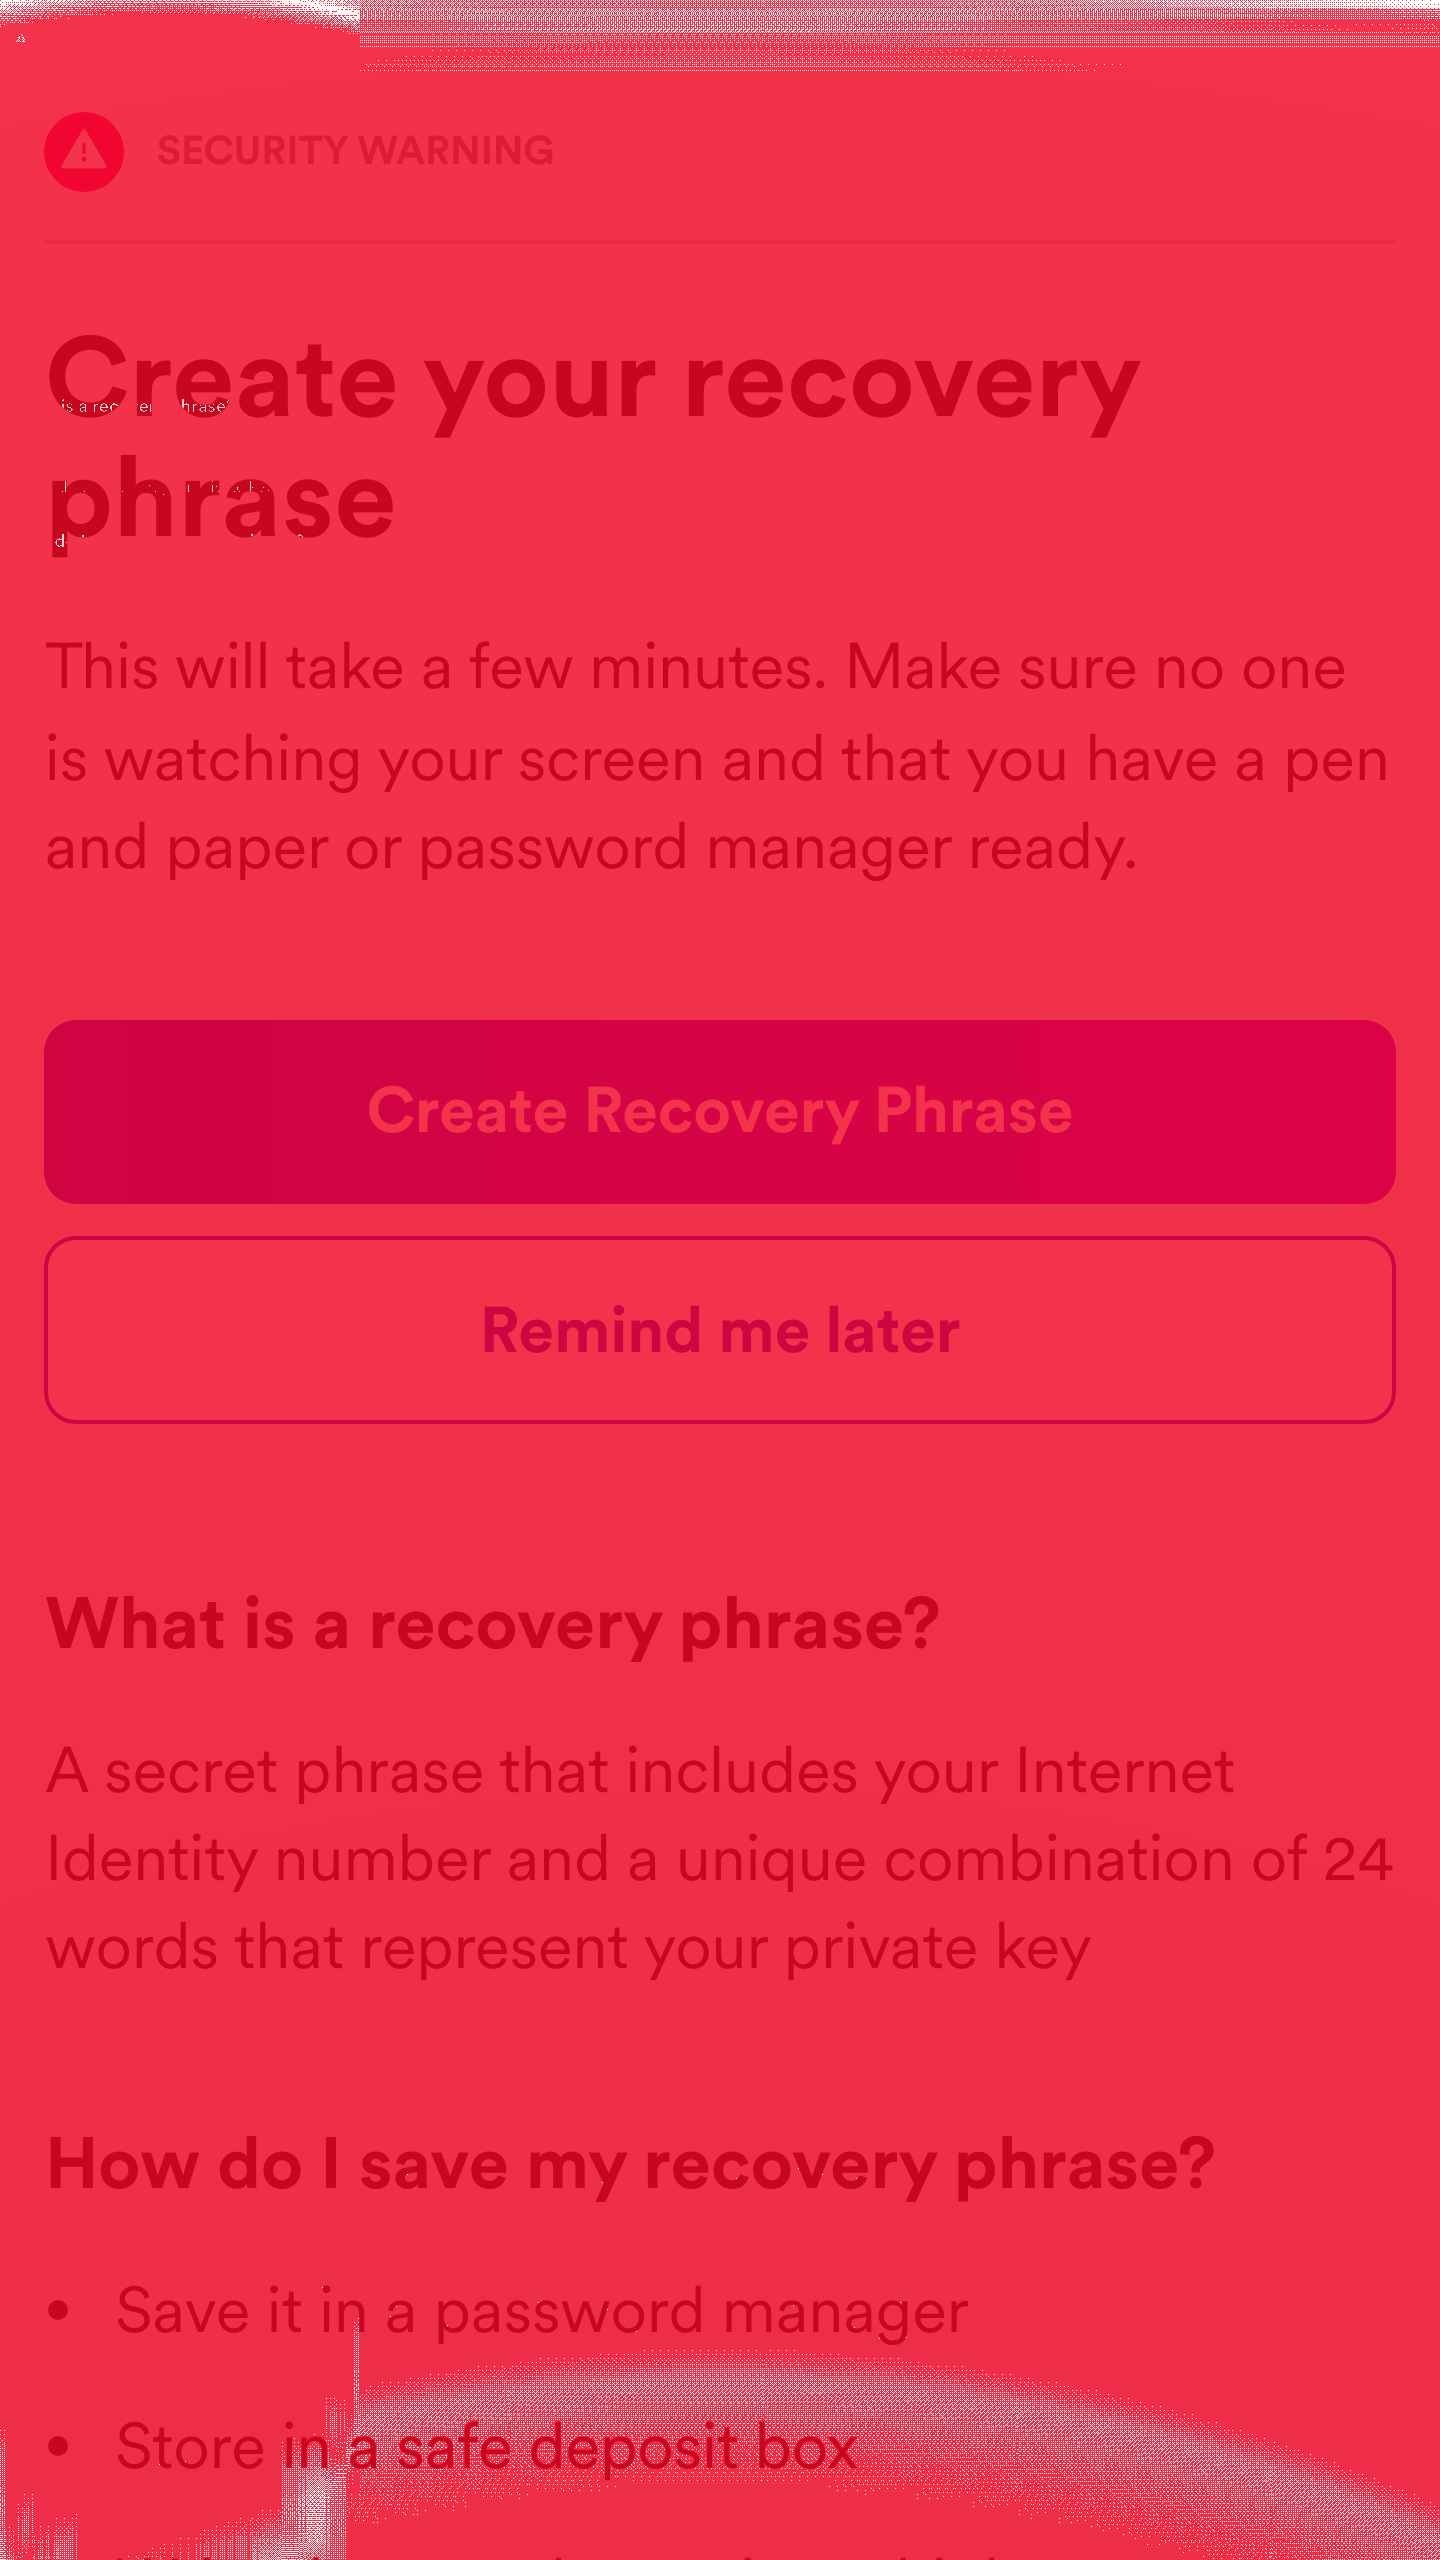 SECURITY WARNING
Create your recovery
phrase
This will take a few minutes. Make sure no one
is watching your screen and that you have a pen
and paper or password manager ready.
Create Recovery Phrase
Remind me later
What is a recovery phrase?
A secret phrase that includes your Internet
Identity number and a unique combination of 24
words that represent your private key
How do I save my recovery phrase?
• Save it in a password manager
• Store in a safe deposit box